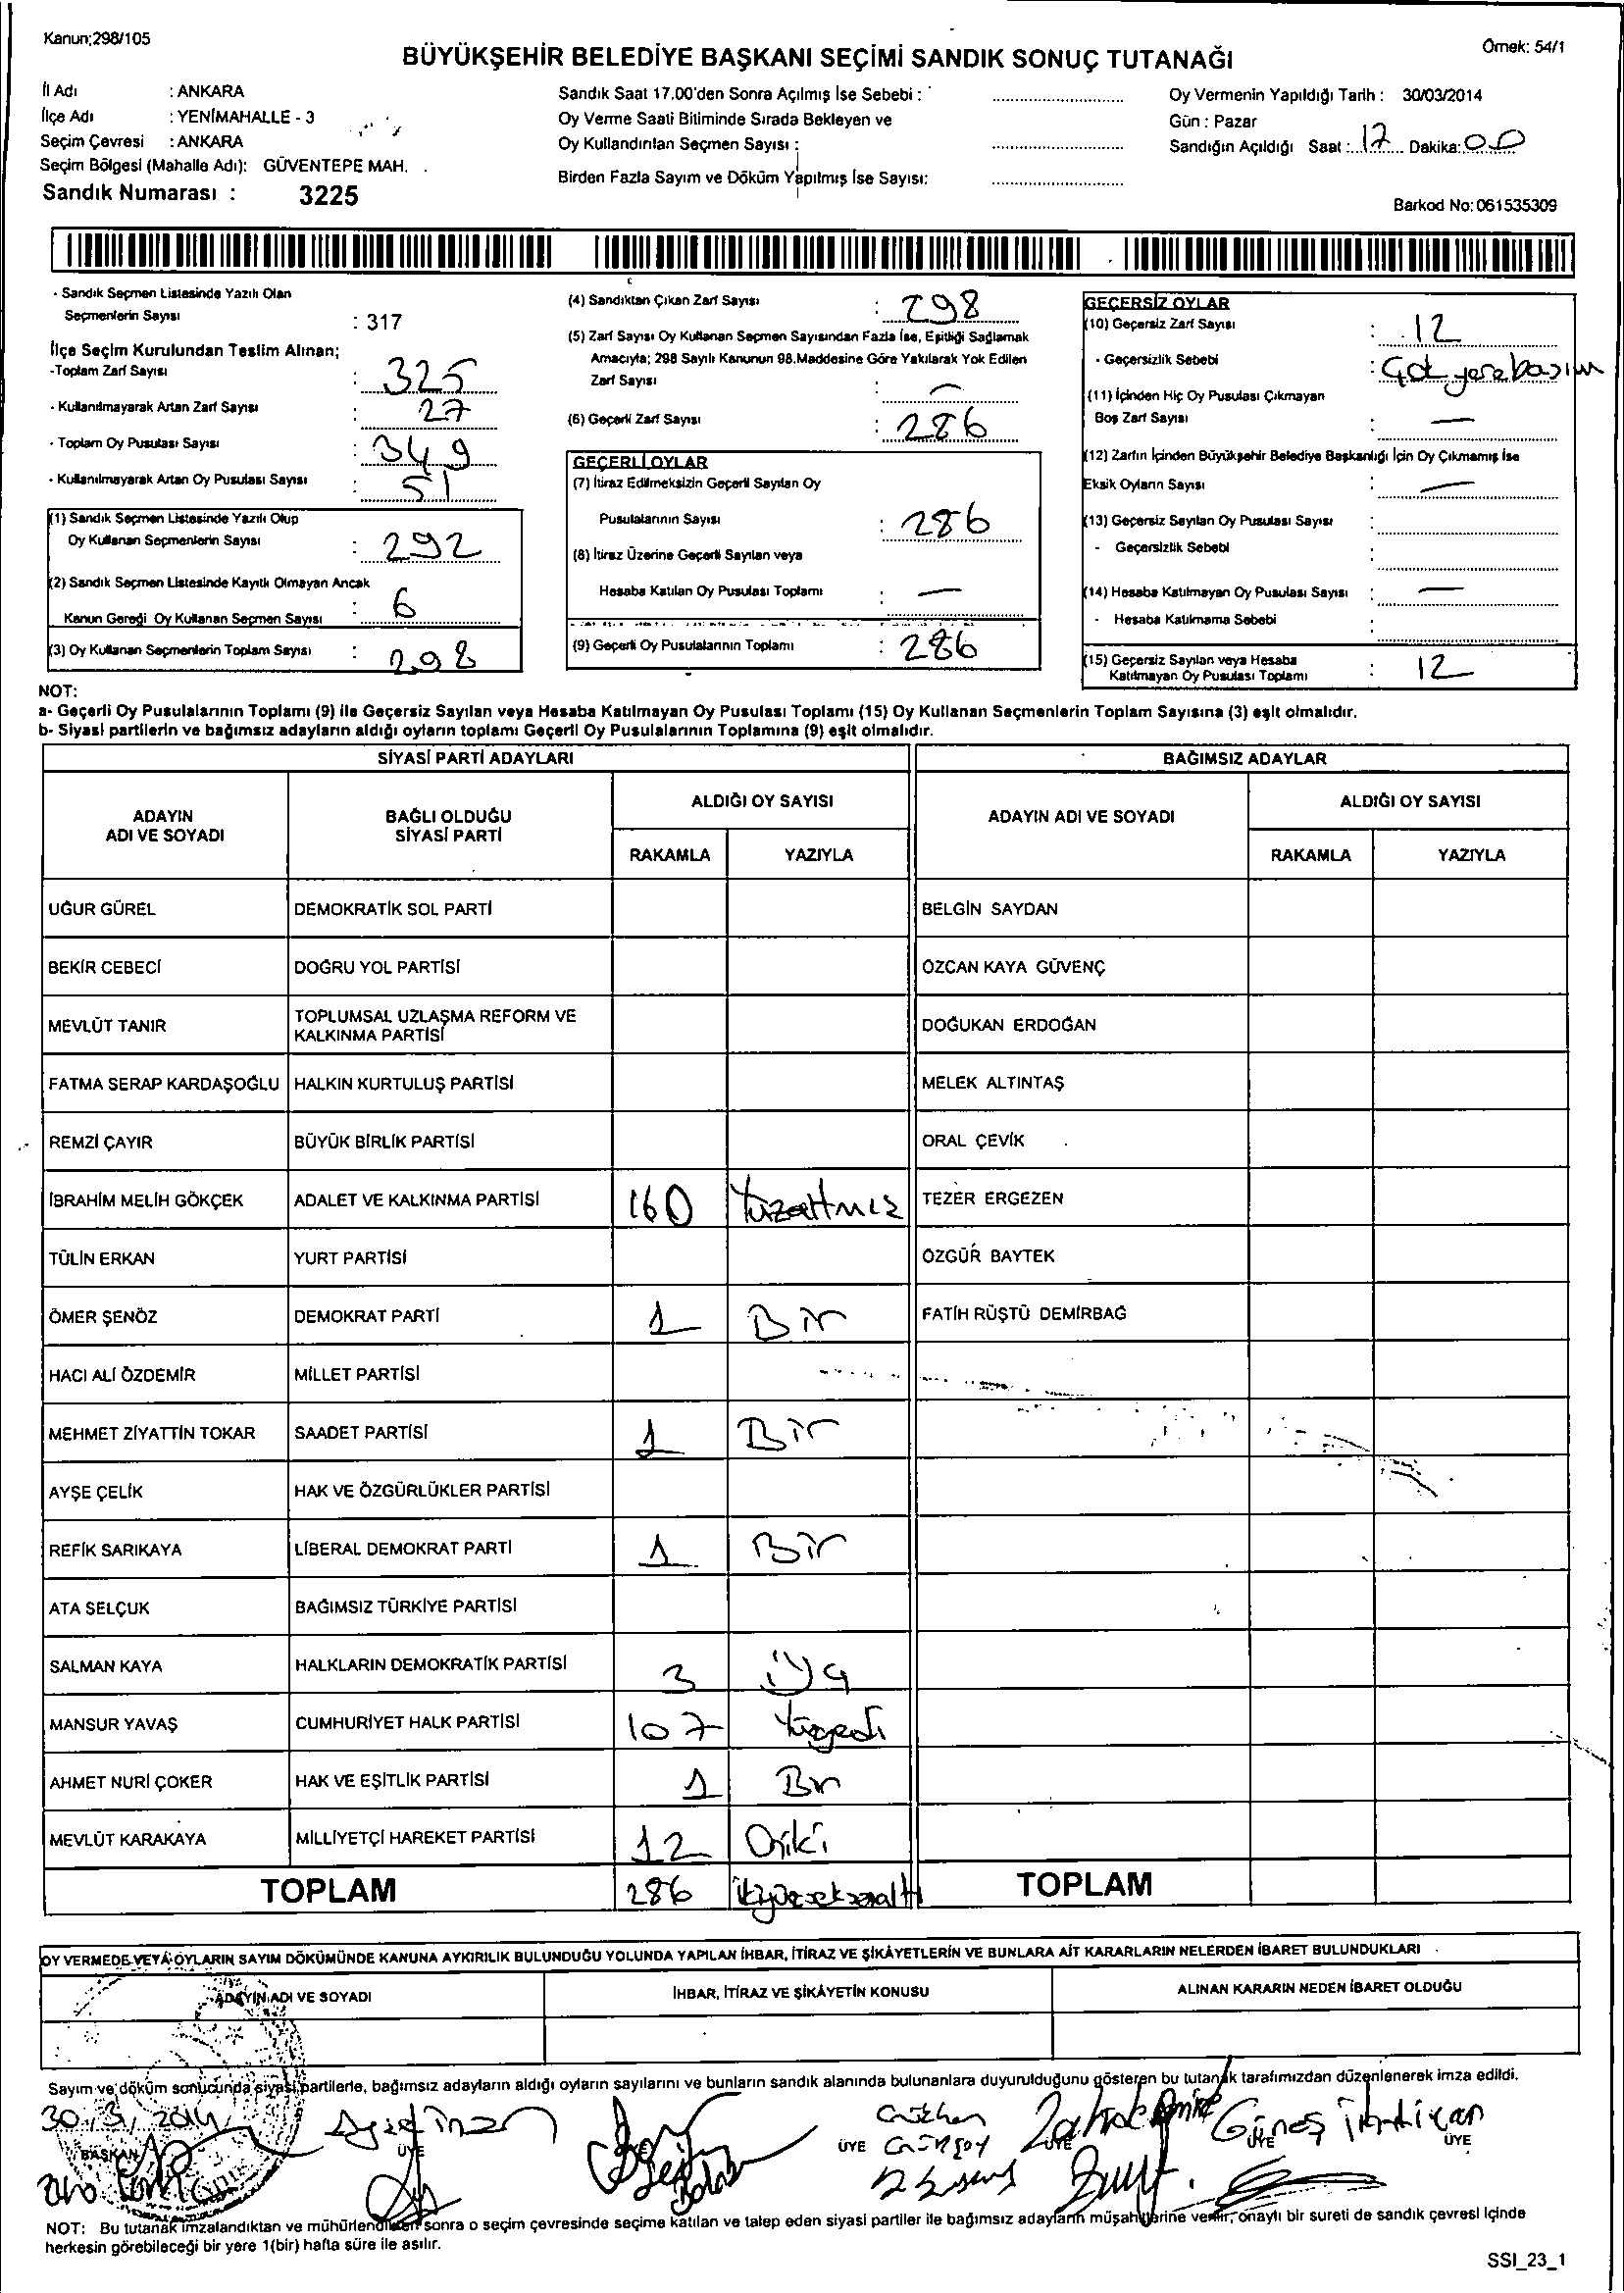 Kanun;298/105
Örnek: 54/1
BÜYÜKŞEHİR BELEDİYE BAŞKANI SEÇİMİ SANDIK SONUÇ TUTANAĞI
İl Adı : ANKARA
İlçe Adı : YENİMAHALLE - 3
Seçim Çevresi : ANKARA
Seçim Bölgesi (Mahalle Adı): GÜVENTEPE MAH.
Sandık Numarası : 3225
Sandık Saat 17.00'den Sonra Açılmış İse Sebebi :
Oy Verme Saati Bitiminde Sırada Bekleyen ve
Oy Kullandırılan Seçmen Sayısı :
Birden Fazla Sayım ve Döküm Yapılmış İse Sayısı:
Oy Vermenin Yapıldığı Tarih : 30/03/2014
Gün : Pazar
Sandığın Açıldığı Saat : 17 Dakika: 00
Barkod No: 061535309
- Sandık Seçmen Listesinde Yazılı Olan
Seçmenlerin Sayısı : 317
İlçe Seçim Kurulundan Teslim Alınan;
-Toplam Zarf Sayısı : 325
- Kullanılmayarak Artan Zarf Sayısı : 27
- Toplam Oy Pusulası Sayısı : 349
- Kullanılmayarak Artan Oy Pusulası Sayısı : 51
(1) Sandık Seçmen Listesinde Yazılı Olup
Oy Kullanan Seçmenlerin Sayısı : 292
(2) Sandık Seçmen Listesinde Kayıtlı Olmayan Ancak
Kanun Gereği Oy Kullanan Seçmen Sayısı : 6
(3) Oy Kullanan Seçmenlerin Toplam Sayısı : 298
(4) Sandıktan Çıkan Zarf Sayısı : 298
(5) Zarf Sayısı Oy Kullanan Seçmen Sayısından Fazla İse, Eşitliği Sağlamak
Amacıyla; 298 Sayılı Kanunun 98.Maddesine Göre Yakılarak Yok Edilen
Zarf Sayısı : —
(6) Geçerli Zarf Sayısı : 286
GEÇERLİ OYLAR
(7) İtiraz Edilmeksizin Geçerli Sayılan Oy
Pusulalarının Sayısı : 286
(8) İtiraz Üzerine Geçerli Sayılan veya
Hesaba Katılan Oy Pusulası Toplamı : —
(9) Geçerli Oy Pusulalarının Toplamı : 286
GEÇERSİZ OYLAR
(10) Geçersiz Zarf Sayısı : 12
- Geçersizlik Sebebi : Çok yere basım
(11) İçinden Hiç Oy Pusulası Çıkmayan
Boş Zarf Sayısı : —
(12) Zarfın İçinden Büyükşehir Belediye Başkanlığı İçin Oy Çıkmamış İse
Eksik Oyların Sayısı : —
(13) Geçersiz Sayılan Oy Pusulası Sayısı :
- Geçersizlik Sebebi :
(14) Hesaba Katılmayan Oy Pusulası Sayısı : —
- Hesaba Katılmama Sebebi :
(15) Geçersiz Sayılan veya Hesaba
Katılmayan Oy Pusulası Toplamı : 12
NOT:
a- Geçerli Oy Pusulalarının Toplamı (9) ile Geçersiz Sayılan veya Hesaba Katılmayan Oy Pusulası Toplamı (15) Oy Kullanan Seçmenlerin Toplam Sayısına (3) eşit olmalıdır.
b- Siyasi partilerin ve bağımsız adayların aldığı oyların toplamı Geçerli Oy Pusulalarının Toplamına (9) eşit olmalıdır.
SİYASİ PARTİ ADAYLARI BAĞIMSIZ ADAYLAR
ADAYIN ADI VE SOYADI BAĞLI OLDUĞU SİYASİ PARTİ ALDIĞI OY SAYISI ADAYIN ADI VE SOYADI ALDIĞI OY SAYISI
RAKAMLA YAZIYLA RAKAMLA YAZIYLA
UĞUR GÜREL DEMOKRATİK SOL PARTİ BELGİN SAYDAN
BEKİR CEBECİ DOĞRU YOL PARTİSİ ÖZCAN KAYA GÜVENÇ
MEVLÜT TANIR TOPLUMSAL UZLAŞMA REFORM VE KALKINMA PARTİSİ DOĞUKAN ERDOĞAN
FATMA SERAP KARDAŞOĞLU HALKIN KURTULUŞ PARTİSİ MELEK ALTINTAŞ
REMZİ ÇAYIR BÜYÜK BİRLİK PARTİSİ ORAL ÇEVİK
İBRAHİM MELİH GÖKÇEK ADALET VE KALKINMA PARTİSİ 160 Yüzattmış TEZER ERGEZEN
TÜLİN ERKAN YURT PARTİSİ ÖZGÜR BAYTEK
ÖMER ŞENÖZ DEMOKRAT PARTİ 1 Bir FATİH RÜŞTÜ DEMİRBAĞ
HACI ALİ ÖZDEMİR MİLLET PARTİSİ
MEHMET ZİYATTİN TOKAR SAADET PARTİSİ 1 Bir
AYŞE ÇELİK HAK VE ÖZGÜRLÜKLER PARTİSİ
REFİK SARIKAYA LİBERAL DEMOKRAT PARTİ 1 Bir
ATA SELÇUK BAĞIMSIZ TÜRKİYE PARTİSİ
SALMAN KAYA HALKLARIN DEMOKRATİK PARTİSİ 3 Üç
MANSUR YAVAŞ CUMHURİYET HALK PARTİSİ 107 Yüzyedi
AHMET NURİ ÇOKER HAK VE EŞİTLİK PARTİSİ 1 Bir
MEVLÜT KARAKAYA MİLLİYETÇİ HAREKET PARTİSİ 12 Oniki
TOPLAM 286 ikiyüzseksenaltı TOPLAM
OY VERMEDE VEYA OYLARIN SAYIM DÖKÜMÜNDE KANUNA AYKIRILIK BULUNDUĞU YOLUNDA YAPILAN İHBAR, İTİRAZ VE ŞİKÂYETLERİN VE BUNLARA AİT KARARLARIN NELERDEN İBARET BULUNDUKLARI
ADAYIN ADI VE SOYADI İHBAR, İTİRAZ VE ŞİKÂYETİN KONUSU ALINAN KARARIN NEDEN İBARET OLDUĞU
Sayım ve döküm sonucunda siyasi partilerle, bağımsız adayların aldığı oyların sayılarını ve bunların sandık alanında bulunanlara duyurulduğunu gösteren bu tutanak tarafımızdan düzenlenerek imza edildi.
30.3.2014
BAŞKAN ÜYE ÜYE ÜYE ÜYE ÜYE
Güneş
NOT: Bu tutanak imzalandıktan ve mühürlendikten sonra o seçim çevresinde seçime katılan ve talep eden siyasi partiler ile bağımsız adayların müşahitlerine verilir, onaylı bir sureti de sandık çevresi içinde
herkesin görebileceği bir yere 1(bir) hafta süre ile asılır.
SSI_23_1